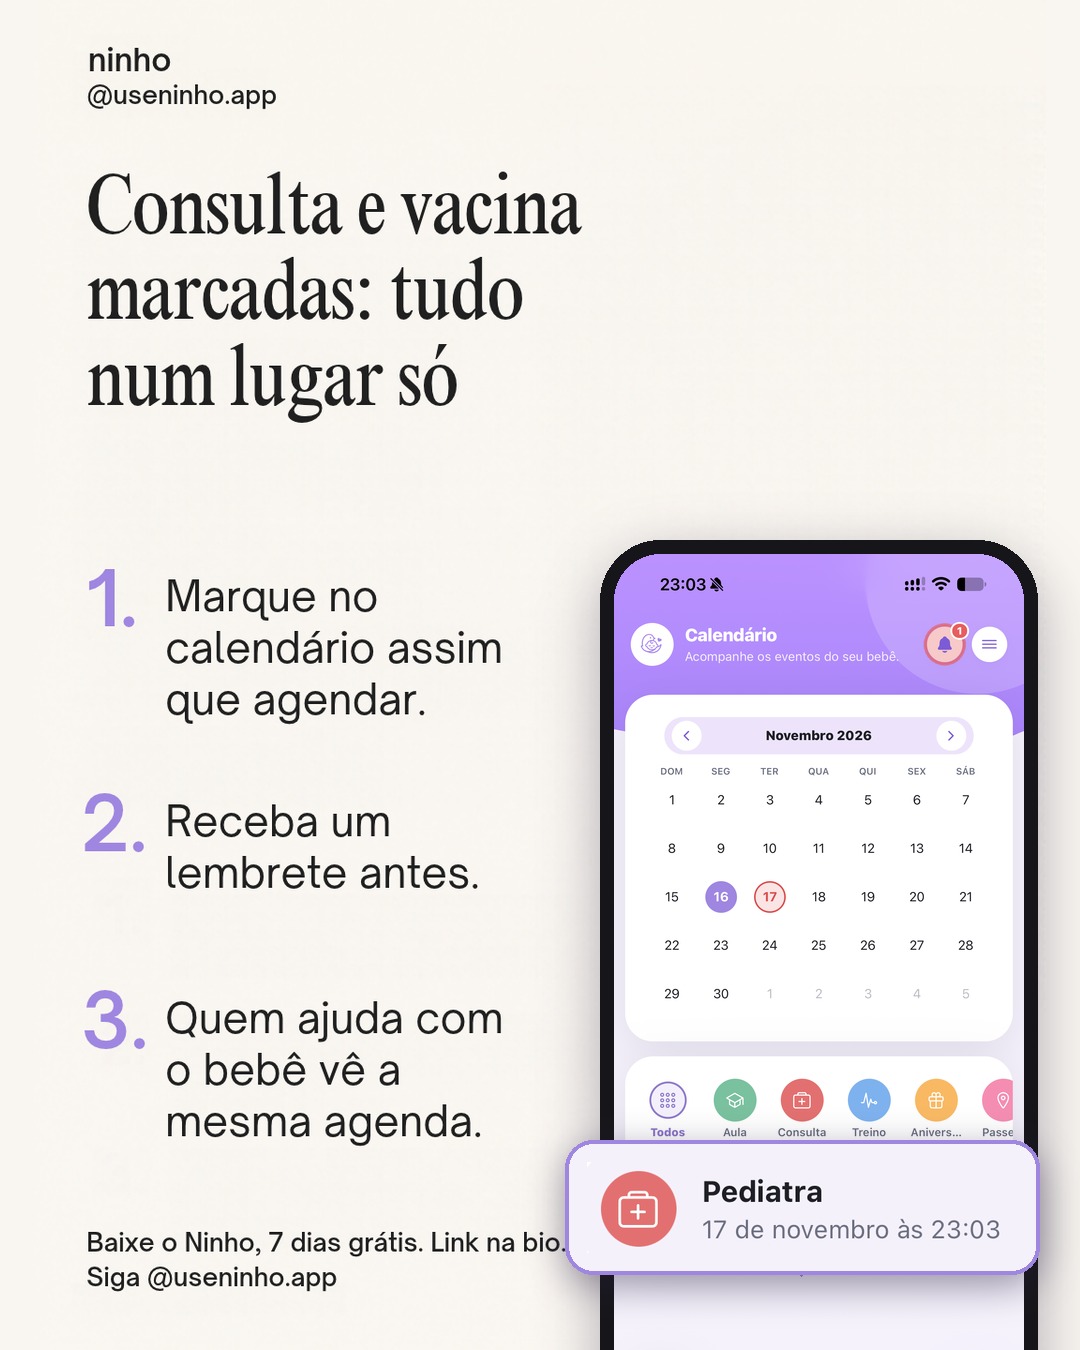 ninho
@useninho.app
Consulta e vacina
marcadas: tudo
num lugar só
1. Marque no
calendário assim
que agendar.
2. Receba um
lembrete antes.
3. Quem ajuda com
o bebê vê a
mesma agenda.
Baixe o Ninho, 7 dias grátis. Link na bio.
Siga @useninho.app
23:03
Calendário
Acompanhe os eventos do seu bebê.
1
Novembro 2026
DOM SEG TER QUA QUI SEX SÁB
1 2 3 4 5 6 7
8 9 10 11 12 13 14
15 16 17 18 19 20 21
22 23 24 25 26 27 28
29 30 1 2 3 4 5
Todos Aula Consulta Treino Anivers... Passe
Pediatra
17 de novembro às 23:03